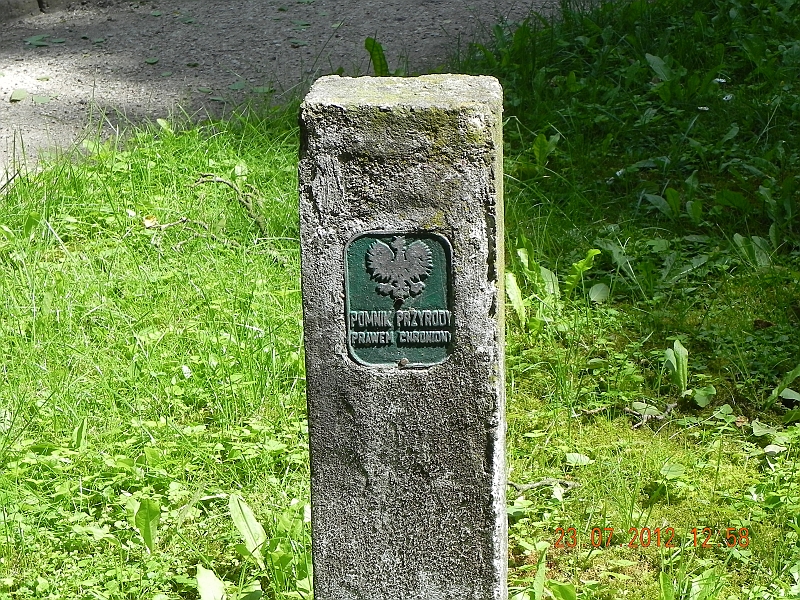 POMNIK PRZYRODY
PRAWEM CHRONIONY
23.07.2012 12:58